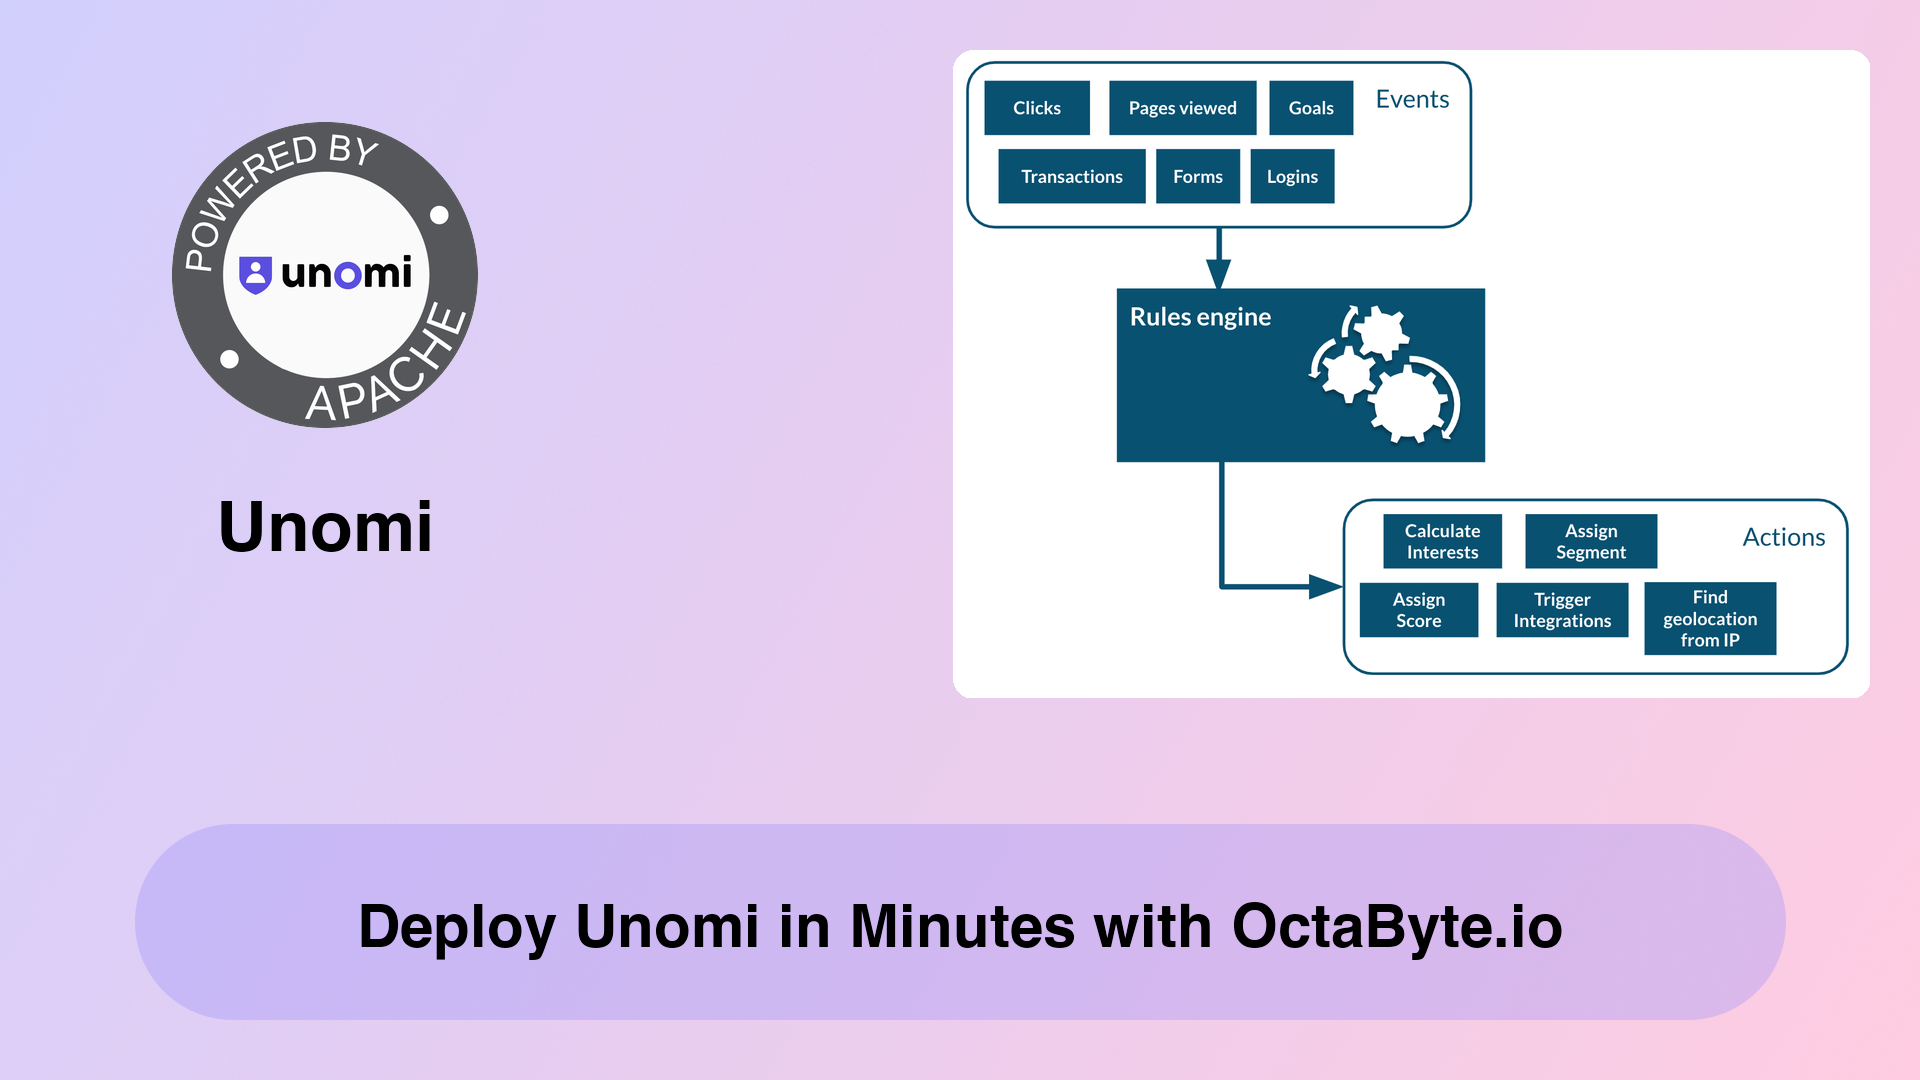 POWERED BY
unomi
APACHE
Unomi
Clicks
Pages viewed
Goals
Events
Transactions
Forms
Logins
Rules engine
Calculate
Interests
Assign
Segment
Actions
Assign
Score
Trigger
Integrations
Find
geolocation
from IP
Deploy Unomi in Minutes with OctaByte.io